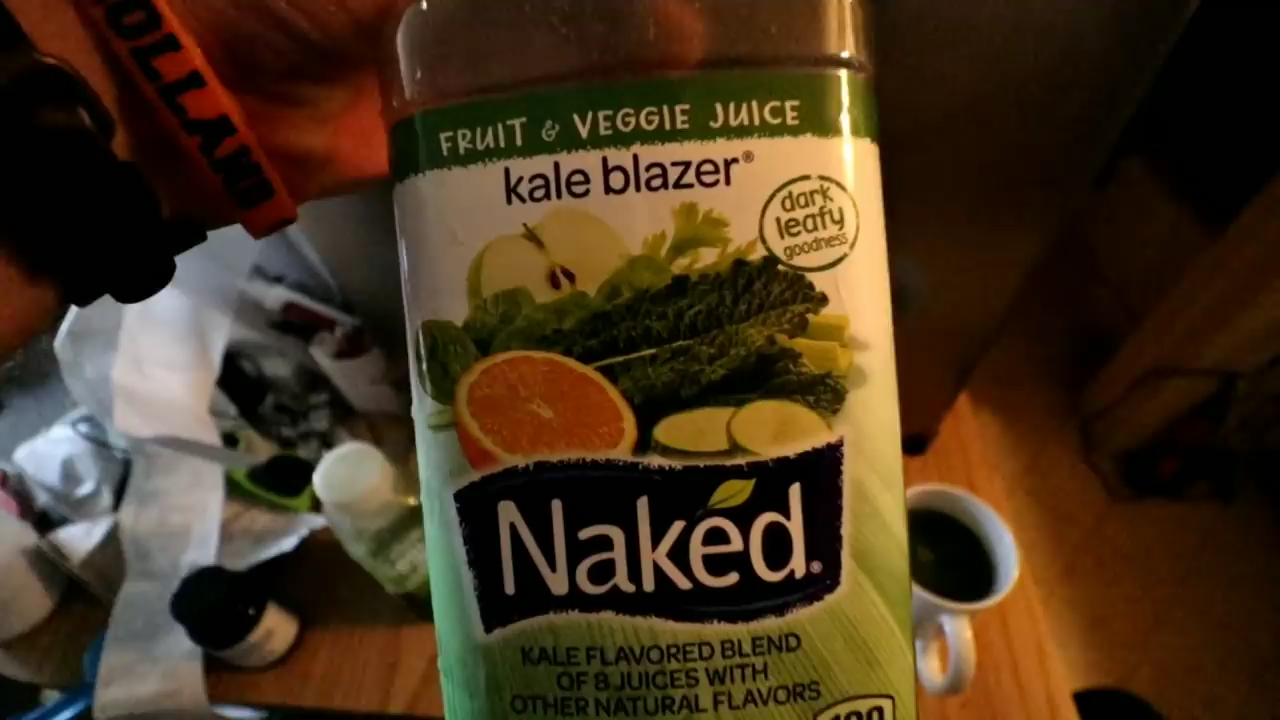 FRUIT & VEGGIE JUICE
kale blazer®
dark
leafy
goodness
Naked®
KALE FLAVORED BLEND
OF 8 JUICES WITH
OTHER NATURAL FLAVORS
HOLLAND